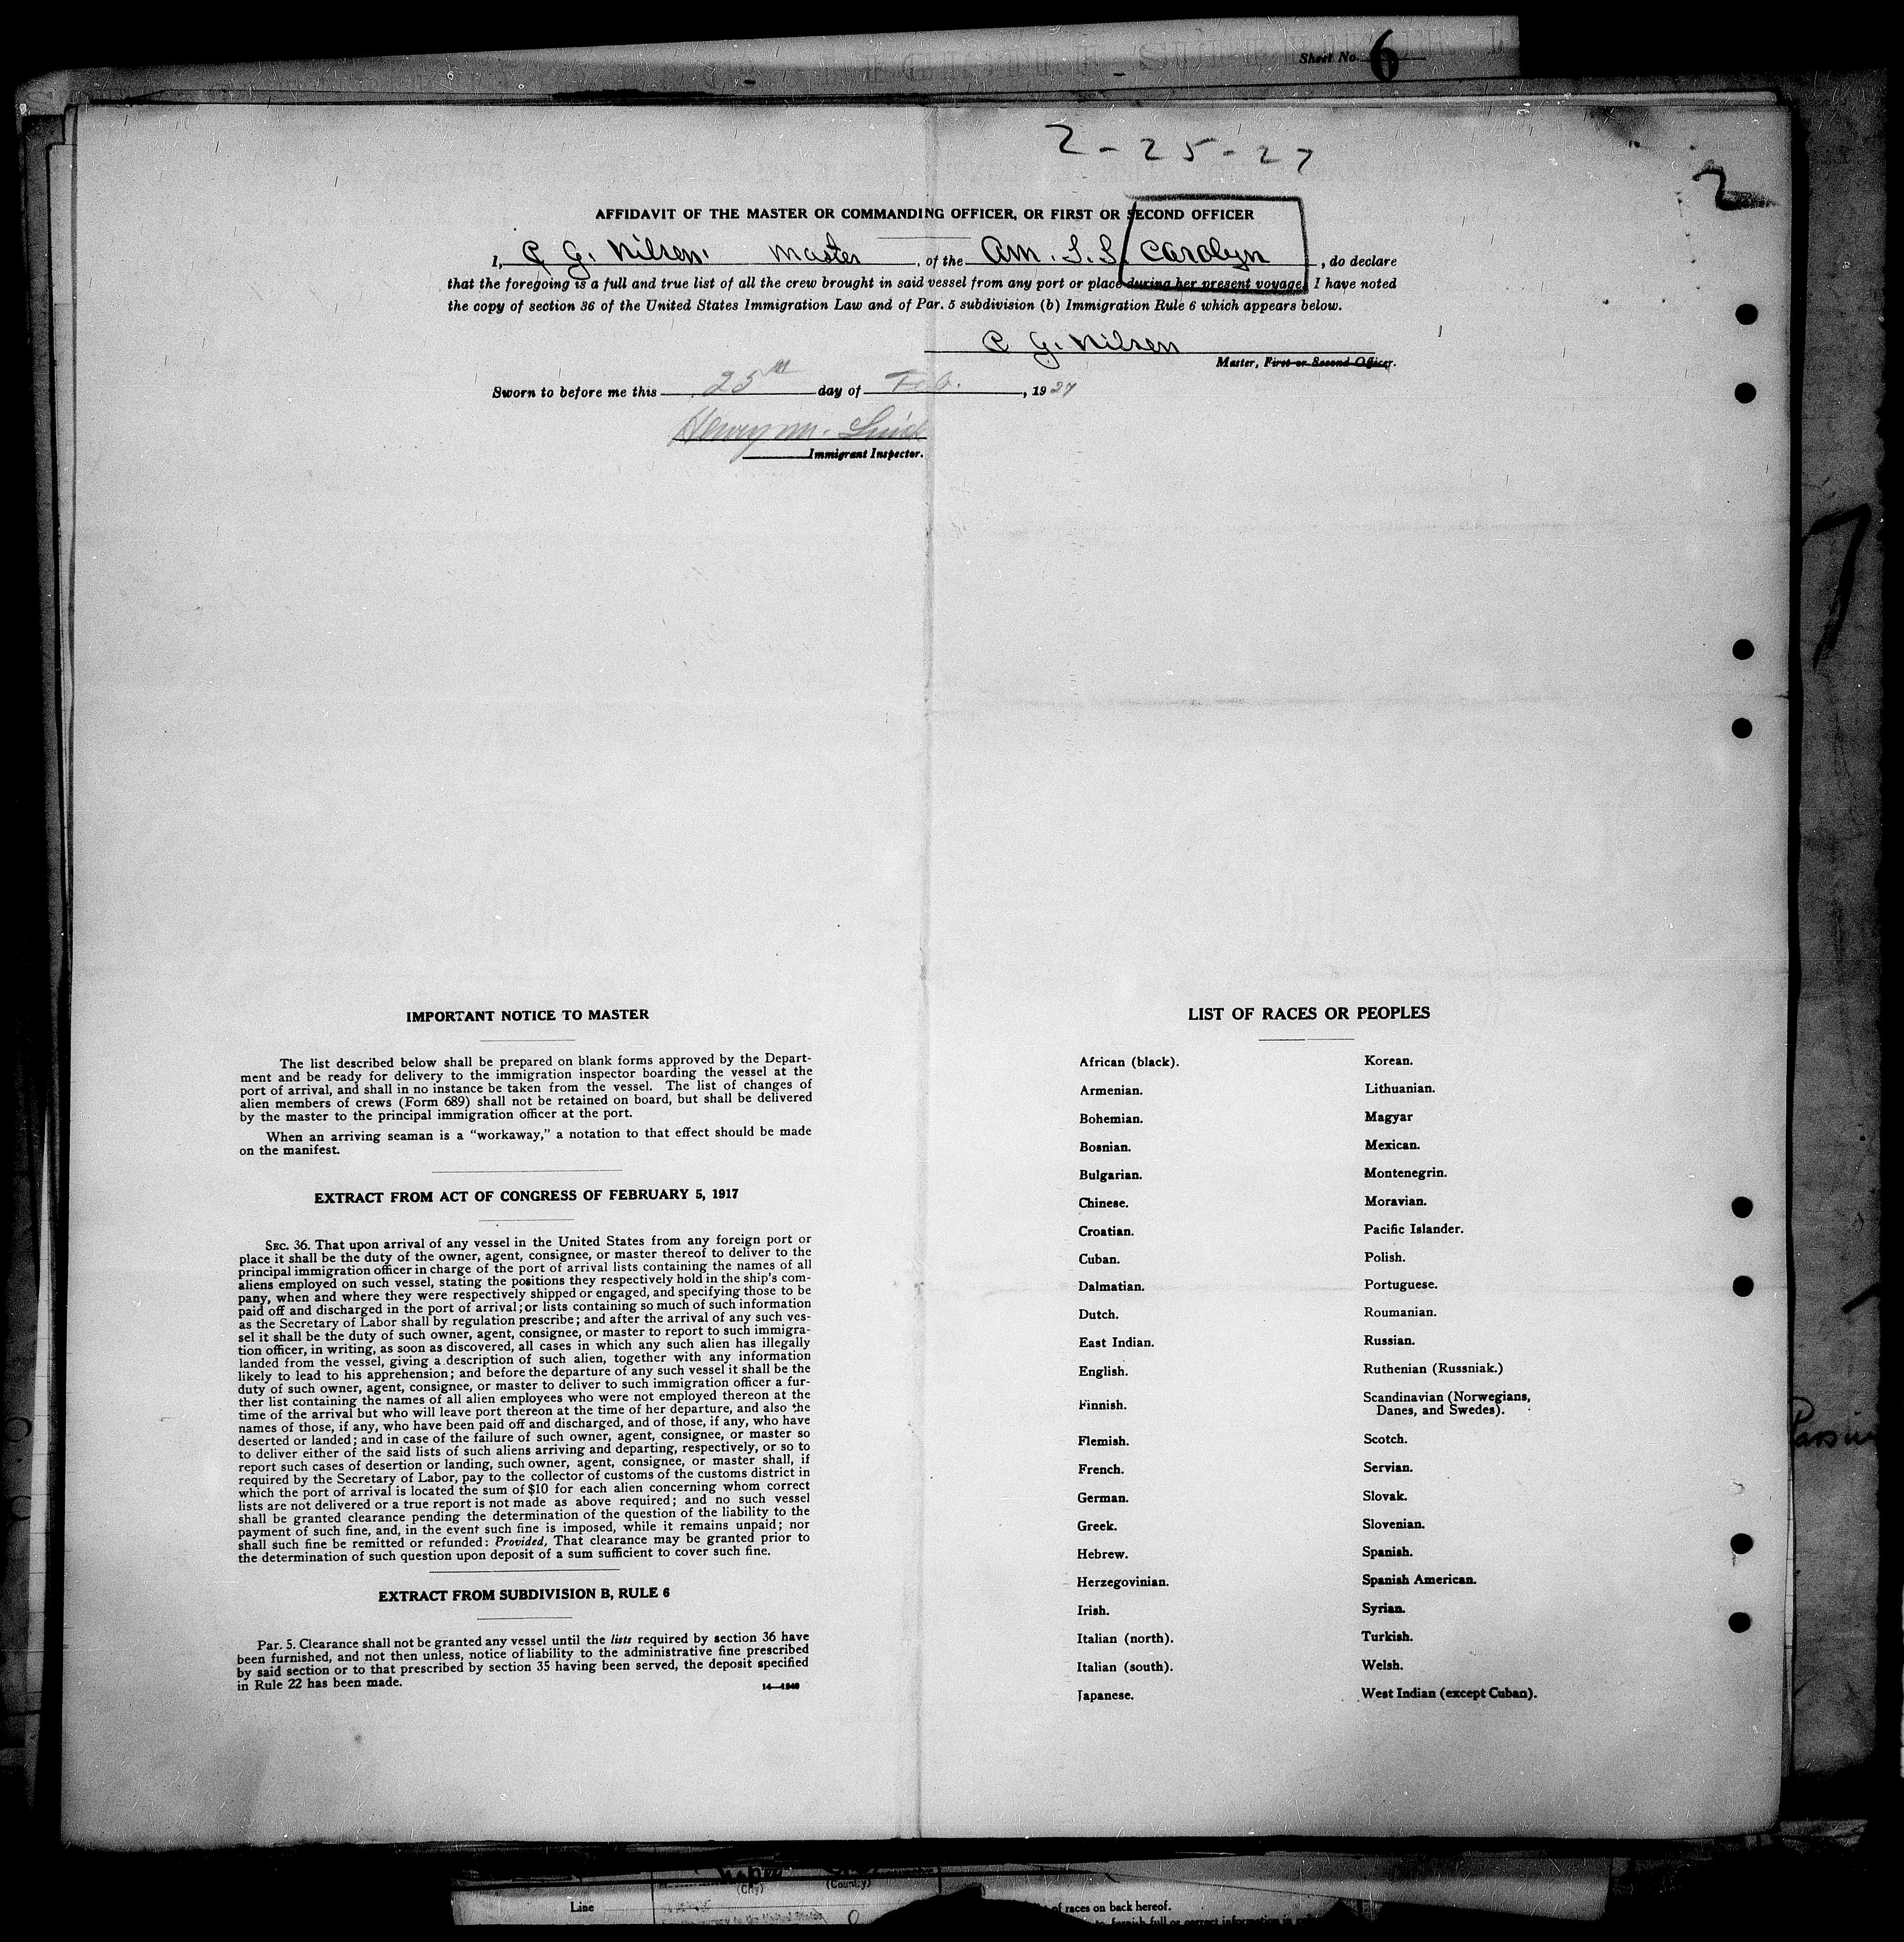 Sheet No. 6
2-25-27
2
AFFIDAVIT OF THE MASTER OR COMMANDING OFFICER, OR FIRST OR SECOND OFFICER
I, C G. Nilsen. Master, of the Am. S.S. Carolyn, do declare
that the foregoing is a full and true list of all the crew brought in said vessel from any port or place during her present voyage. I have noted
the copy of section 36 of the United States Immigration Law and of Par. 5 subdivision (b) Immigration Rule 6 which appears below.
C G. Nilsen
Master, First or Second Officer.
Sworn to before me this 25th day of Feb., 1927
Henry M.
Immigrant Inspector.
IMPORTANT NOTICE TO MASTER
The list described below shall be prepared on blank forms approved by the Depart-
ment and be ready for delivery to the immigration inspector boarding the vessel at the
port of arrival, and shall in no instance be taken from the vessel. The list of changes of
alien members of crews (Form 689) shall not be retained on board, but shall be delivered
by the master to the principal immigration officer at the port.
When an arriving seaman is a "workaway," a notation to that effect should be made
on the manifest.
EXTRACT FROM ACT OF CONGRESS OF FEBRUARY 5, 1917
SEC. 36. That upon arrival of any vessel in the United States from any foreign port or
place it shall be the duty of the owner, agent, consignee, or master thereof to deliver to the
principal immigration officer in charge of the port of arrival lists containing the names of all
aliens employed on such vessel, stating the positions they respectively hold in the ship's com-
pany, when and where they were respectively shipped or engaged, and specifying those to be
paid off and discharged in the port of arrival; or lists containing so much of such information
as the Secretary of Labor shall by regulation prescribe; and after the arrival of any such ves-
sel it shall be the duty of such owner, agent, consignee, or master to report to such immigra-
tion officer, in writing, as soon as discovered, all cases in which any such alien has illegally
landed from the vessel, giving a description of such alien, together with any information
likely to lead to his apprehension; and before the departure of any such vessel it shall be the
duty of such owner, agent, consignee, or master to deliver to such immigration officer a fur-
ther list containing the names of all alien employees who were not employed thereon at the
time of the arrival but who will leave port thereon at the time of her departure, and also the
names of those, if any, who have been paid off and discharged, and of those, if any, who have
deserted or landed; and in case of the failure of such owner, agent, consignee, or master so
to deliver either of the said lists of such aliens arriving and departing, respectively, or so to
report such cases of desertion or landing, such owner, agent, consignee, or master shall, if
required by the Secretary of Labor, pay to the collector of customs of the customs district in
which the port of arrival is located the sum of $10 for each alien concerning whom correct
lists are not delivered or a true report is not made as above required; and no such vessel
shall be granted clearance pending the determination of the question of the liability to the
payment of such fine, and, in the event such fine is imposed, while it remains unpaid; nor
shall such fine be remitted or refunded: Provided, That clearance may be granted prior to
the determination of such question upon deposit of a sum sufficient to cover such fine.
EXTRACT FROM SUBDIVISION B, RULE 6
Par. 5. Clearance shall not be granted any vessel until the lists required by section 36 have
been furnished, and not then unless, notice of liability to the administrative fine prescribed
by said section or to that prescribed by section 35 having been served, the deposit specified
in Rule 22 has been made.
LIST OF RACES OR PEOPLES
African (black).
Armenian.
Bohemian.
Bosnian.
Bulgarian.
Chinese.
Croatian.
Cuban.
Dalmatian.
Dutch.
East Indian.
English.
Finnish.
Flemish.
French.
German.
Greek.
Hebrew.
Herzegovinian.
Irish.
Italian (north).
Italian (south).
Japanese.
Korean.
Lithuanian.
Magyar
Mexican.
Montenegrin.
Moravian.
Pacific Islander.
Polish.
Portuguese.
Roumanian.
Russian.
Ruthenian (Russniak.)
Scandinavian (Norwegians,
Danes, and Swedes).
Scotch.
Servian.
Slovak.
Slovenian.
Spanish.
Spanish American.
Syrian.
Turkish.
Welsh.
West Indian (except Cuban).
(City)
(Country)
Line
of races on back hereof.